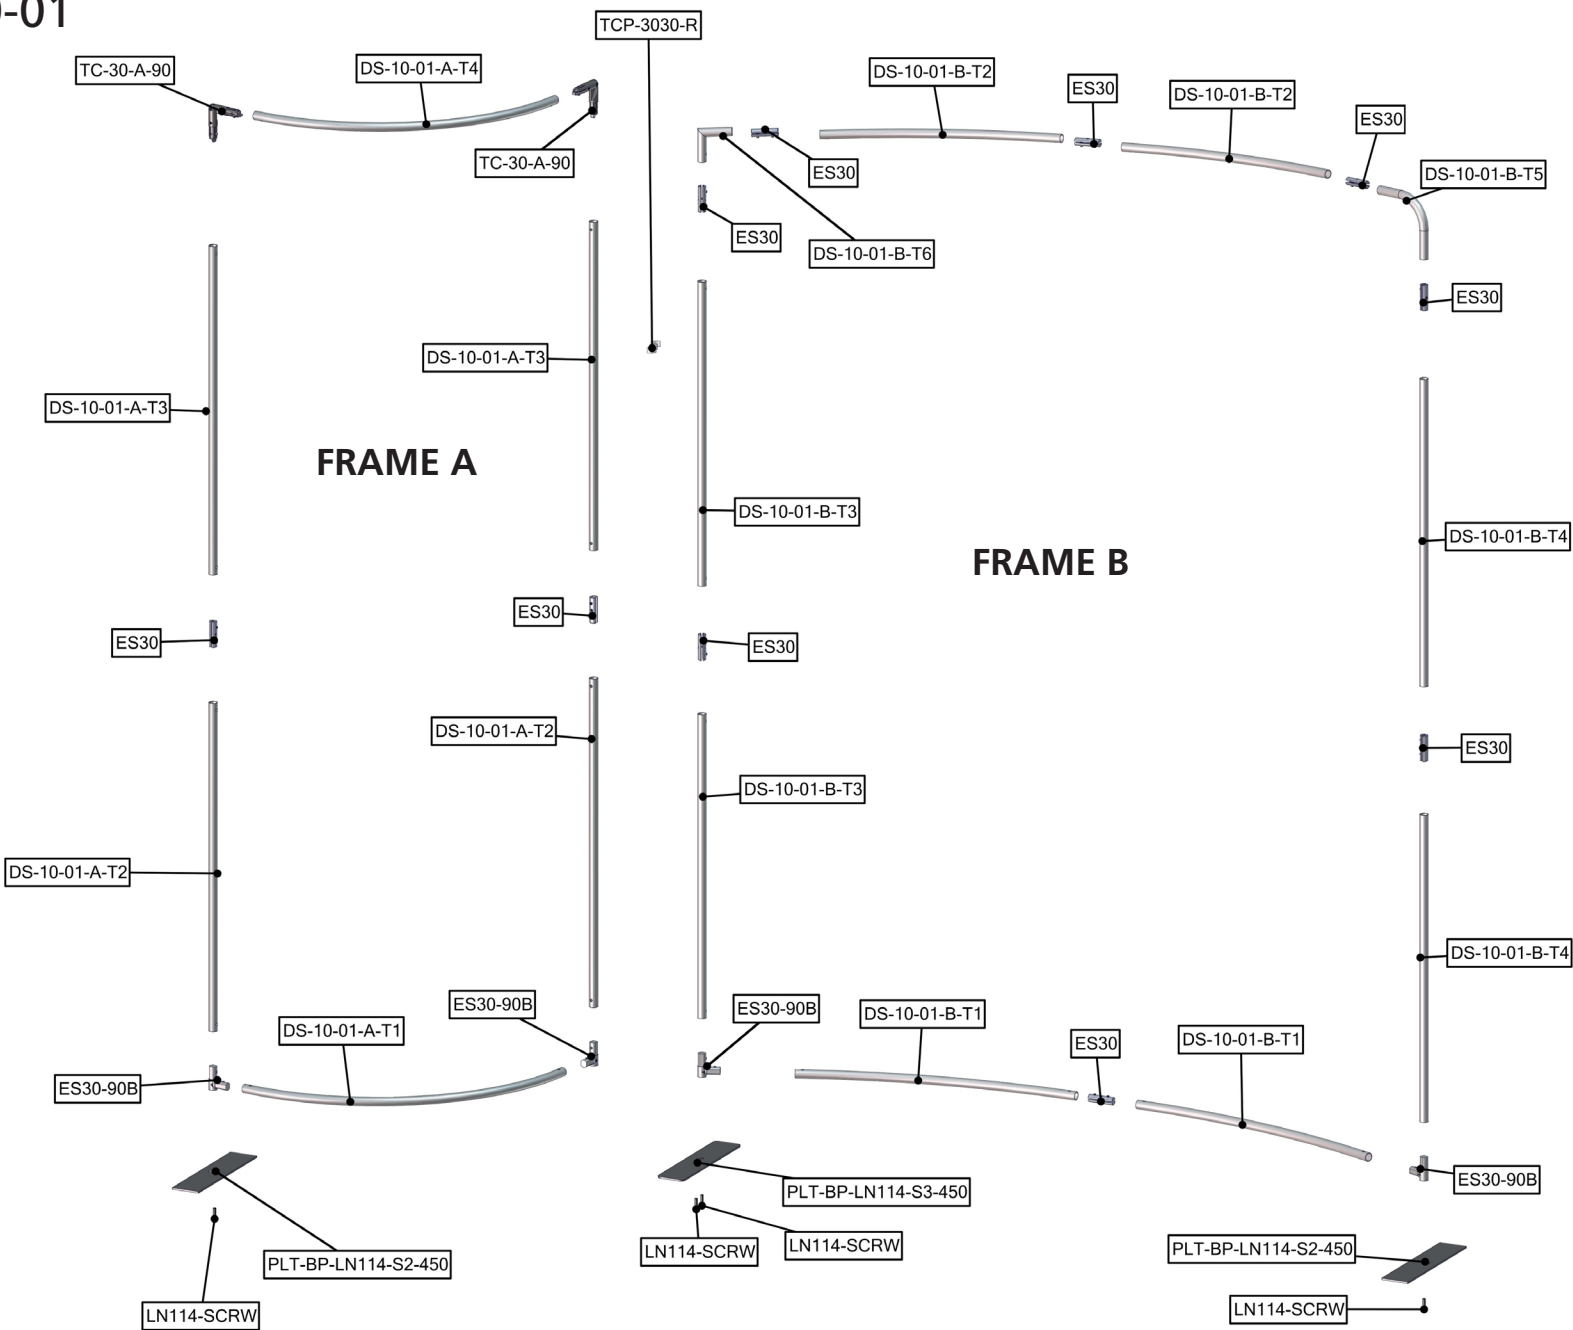 -01
TCP-3030-R
TC-30-A-90
DS-10-01-A-T4
DS-10-01-B-T2
ES30
DS-10-01-B-T2
ES30
TC-30-A-90
ES30
DS-10-01-B-T5
ES30
DS-10-01-B-T6
ES30
DS-10-01-A-T3
DS-10-01-A-T3
FRAME A
DS-10-01-B-T3
DS-10-01-B-T4
FRAME B
ES30
ES30
ES30
DS-10-01-A-T2
ES30
DS-10-01-B-T3
DS-10-01-A-T2
DS-10-01-B-T4
ES30-90B
ES30-90B
DS-10-01-B-T1
DS-10-01-A-T1
ES30
DS-10-01-B-T1
ES30-90B
ES30-90B
PLT-BP-LN114-S3-450
LN114-SCRW
LN114-SCRW
PLT-BP-LN114-S2-450
PLT-BP-LN114-S2-450
LN114-SCRW
LN114-SCRW